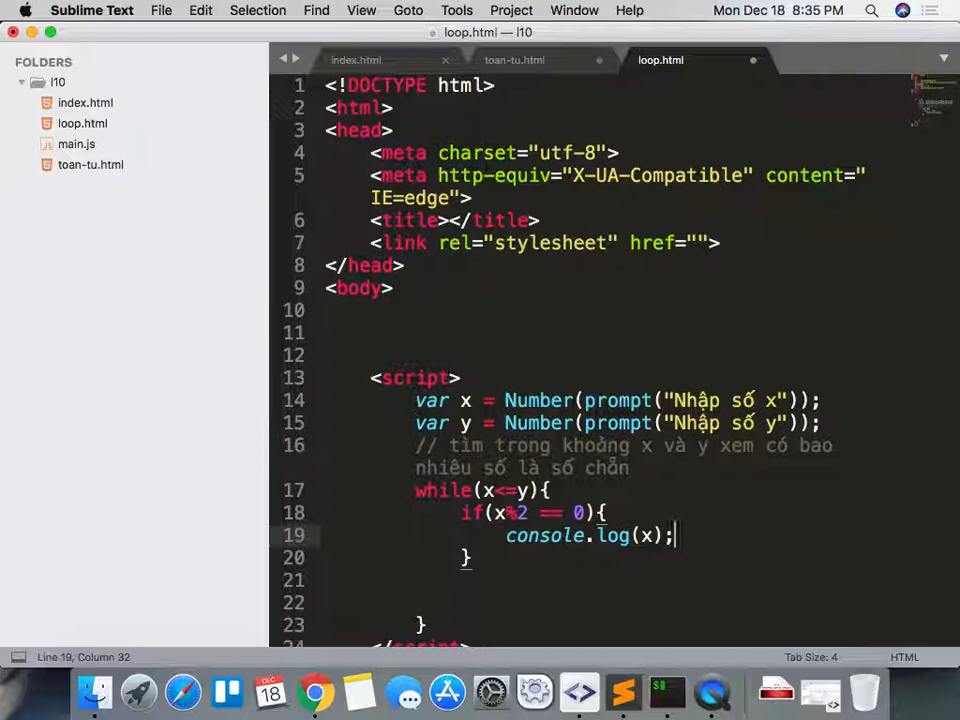 Sublime Text File Edit Selection Find View Goto Tools Project Window Help Mon Dec 18 8:35 PM
loop.html — l10
FOLDERS
l10
index.html
loop.html
main.js
toan-tu.html
index.html toan-tu.html loop.html
1 <!DOCTYPE html>
2 <html>
3 <head>
4 <meta charset="utf-8">
5 <meta http-equiv="X-UA-Compatible" content="
IE=edge">
6 <title></title>
7 <link rel="stylesheet" href="">
8 </head>
9 <body>
10
11
12
13 <script>
14 var x = Number(prompt("Nhập số x"));
15 var y = Number(prompt("Nhập số y"));
16 // tìm trong khoảng x và y xem có bao
nhiêu số là số chẵn
17 while(x<=y){
18 if(x%2 == 0){
19 console.log(x);
20 }
21
22
23 }
24 </script>
Line 19, Column 32 Tab Size: 4 HTML
DEC
18